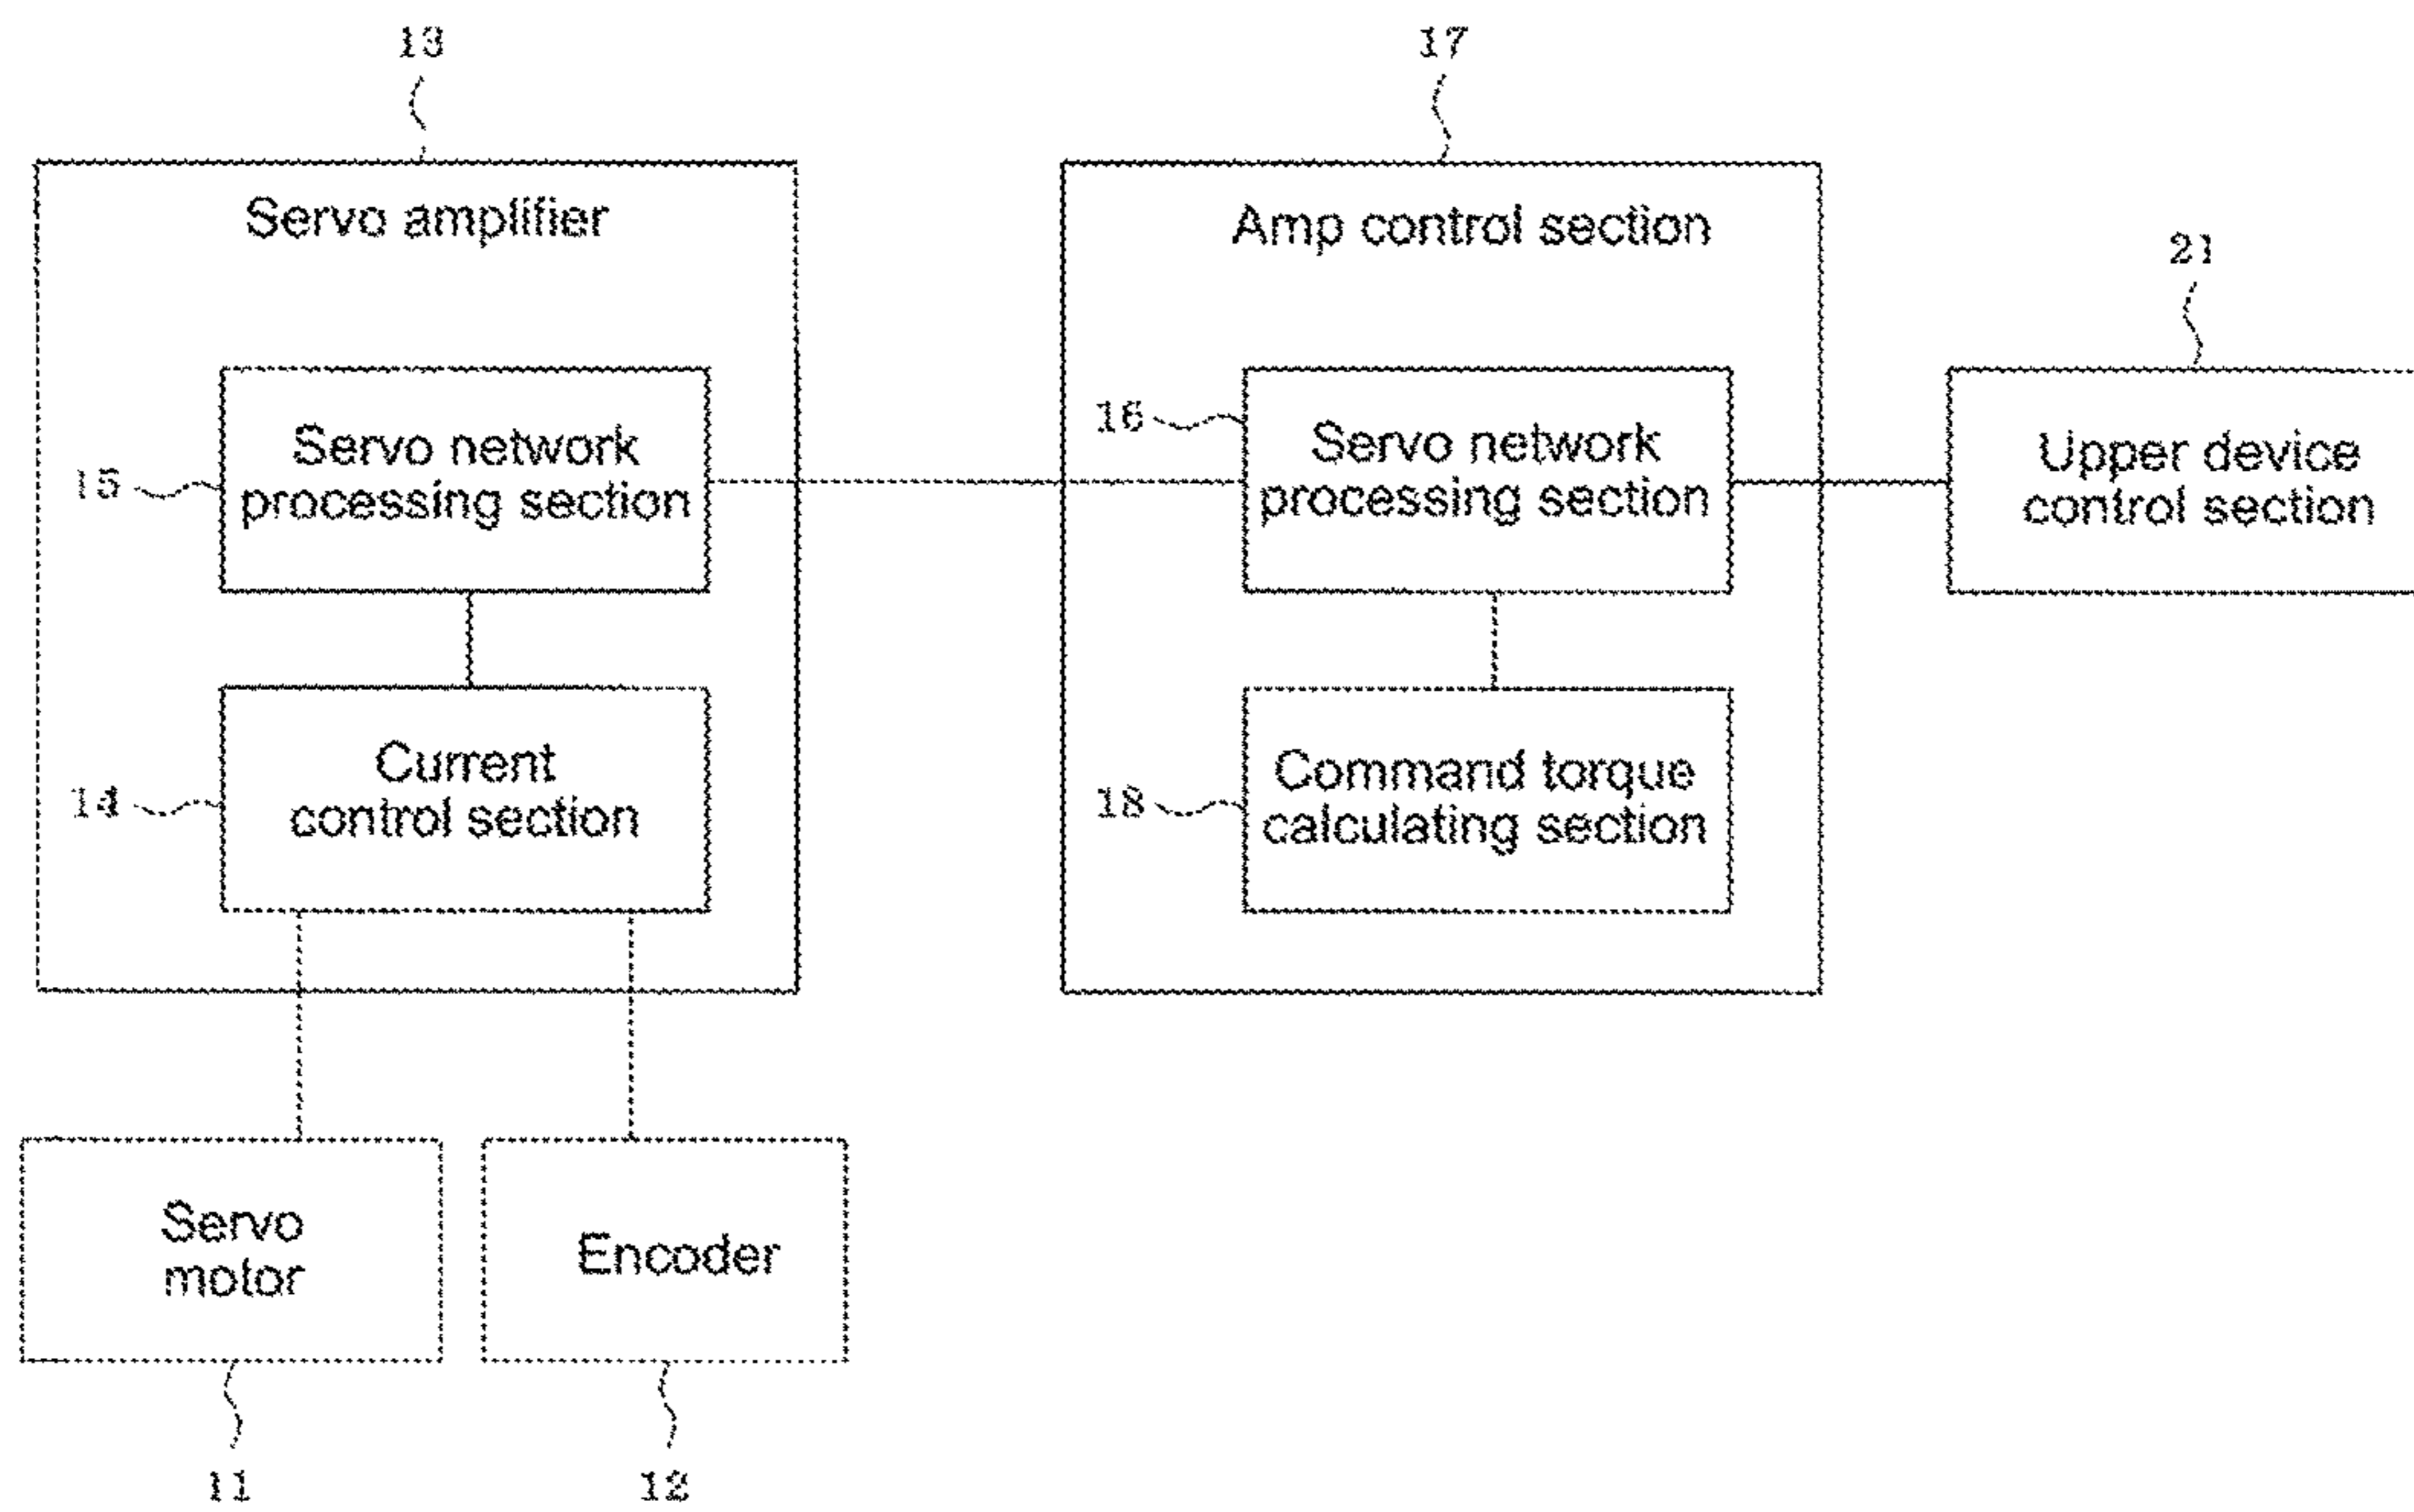 13
17
Servo amplifier
Amp control section
21
15
Servo network
processing section
16
Servo network
processing section
Upper device
control section
14
Current
control section
18
Command torque
calculating section
Servo
motor
Encoder
11
12